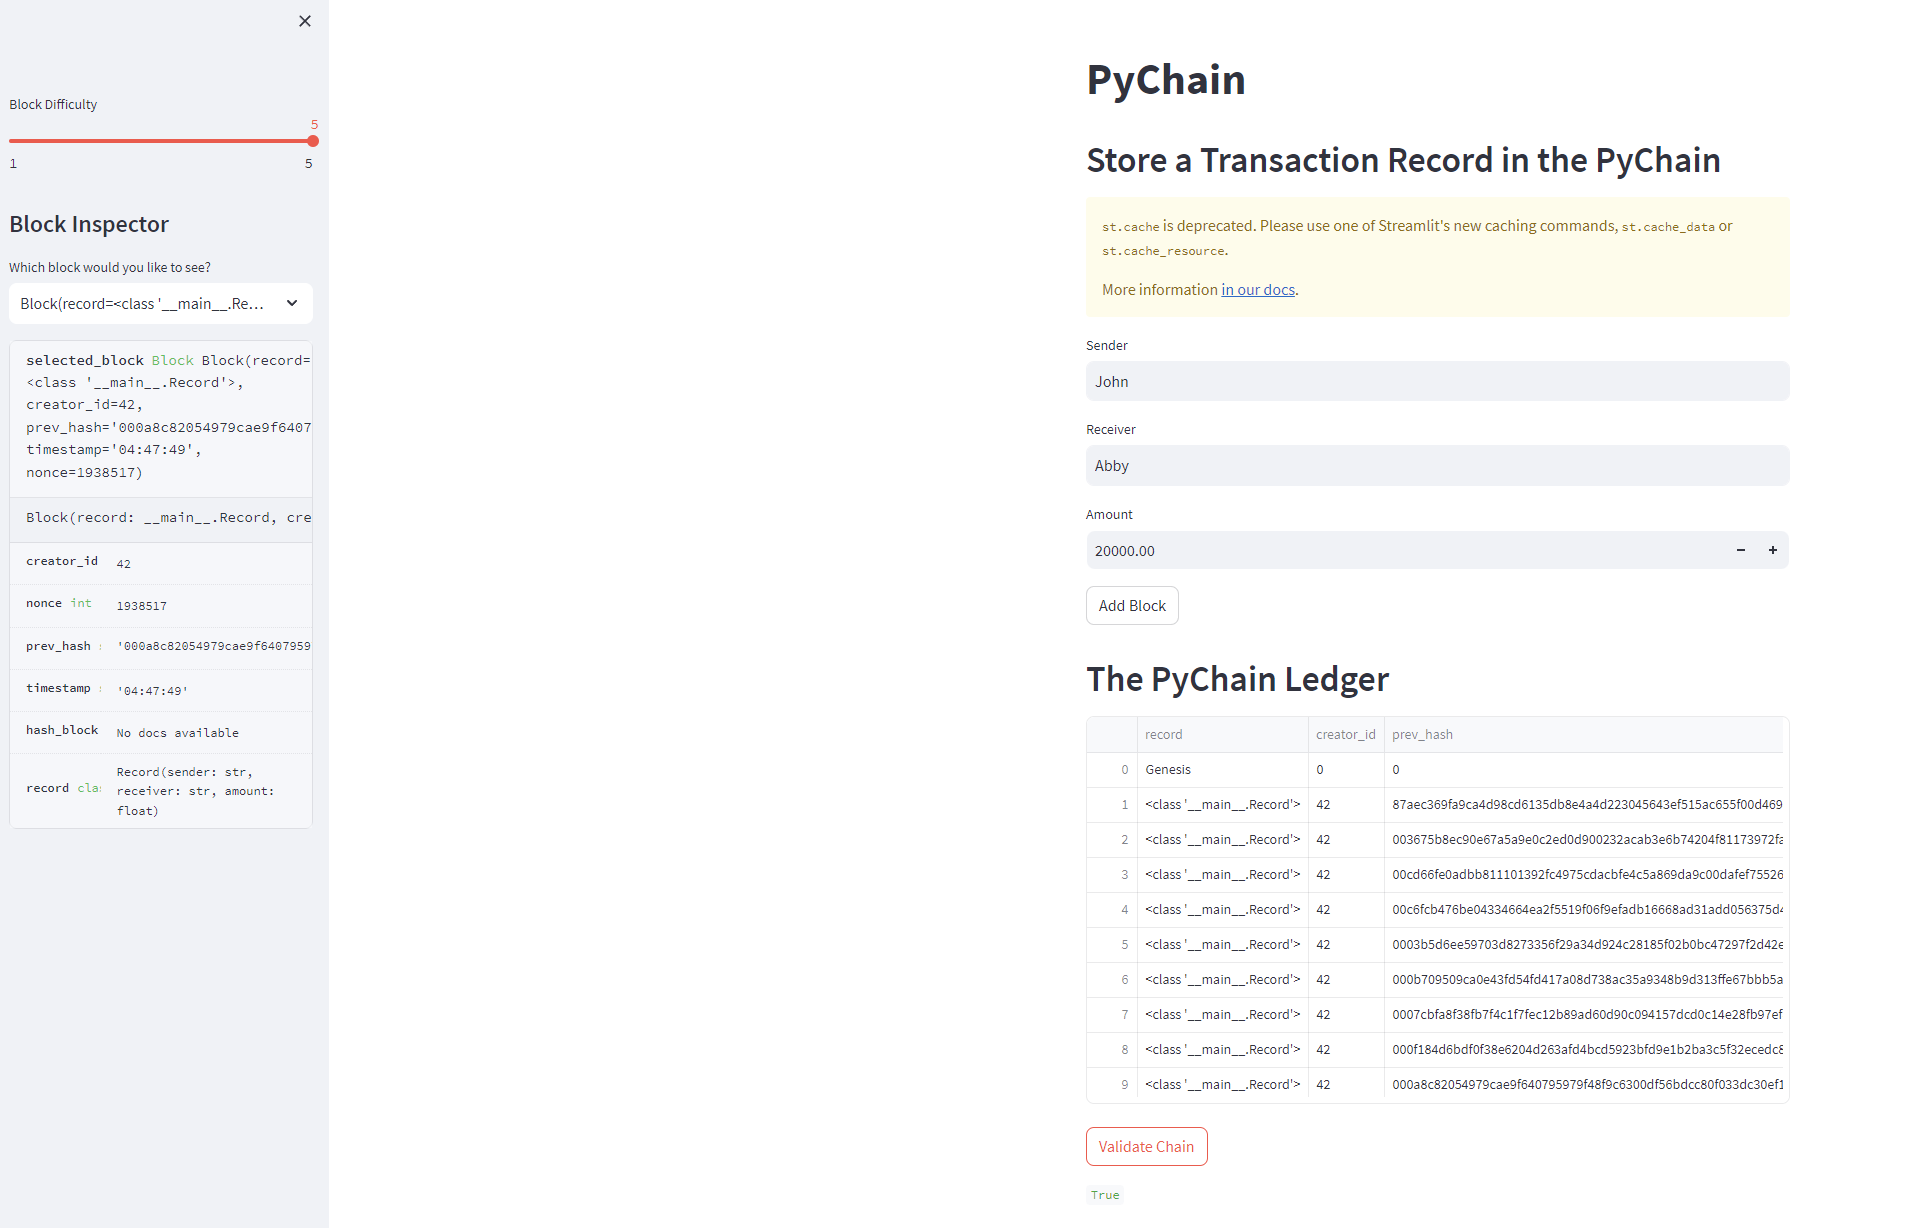 Block Difficulty
5
1
5
Block Inspector
Which block would you like to see?
Block(record=<class '__main__.Re...
selected_block Block Block(record=
<class '__main__.Record'>,
creator_id=42,
prev_hash='000a8c82054979cae9f6407
timestamp='04:47:49',
nonce=1938517)
Block(record: __main__.Record, cre
creator_id 42
nonce int 1938517
prev_hash '000a8c82054979cae9f6407959
timestamp '04:47:49'
hash_block No docs available
record clas Record(sender: str,
receiver: str, amount:
float)
PyChain
Store a Transaction Record in the PyChain
st.cache is deprecated. Please use one of Streamlit's new caching commands, st.cache_data or
st.cache_resource.
More information in our docs.
Sender
John
Receiver
Abby
Amount
20000.00
Add Block
The PyChain Ledger
record creator_id prev_hash
0 Genesis 0 0
1 <class '__main__.Record'> 42 87aec369fa9ca4d98cd6135db8e4a4d223045643ef515ac655f00d469
2 <class '__main__.Record'> 42 003675b8ec90e67a5a9e0c2ed0d900232acab3e6b74204f81173972fa
3 <class '__main__.Record'> 42 00cd66fe0adbb811101392fc4975cdacbfe4c5a869da9c00dafef75526
4 <class '__main__.Record'> 42 00c6fcb476be04334664ea2f5519f06f9efadb16668ad31add056375d4
5 <class '__main__.Record'> 42 0003b5d6ee59703d8273356f29a34d924c28185f02b0bc47297f2d42e
6 <class '__main__.Record'> 42 000b709509ca0e43fd54fd417a08d738ac35a9348b9d313ffe67bbb5a
7 <class '__main__.Record'> 42 0007cbfa8f38fb7f4c1f7fec12b89ad60d90c094157dcd0c14e28fb97ef
8 <class '__main__.Record'> 42 000f184d6bdf0f38e6204d263afd4bcd5923bfd9e1b2ba3c5f32ecedc8
9 <class '__main__.Record'> 42 000a8c82054979cae9f640795979f48f9c6300df56bdcc80f033dc30ef1
Validate Chain
True